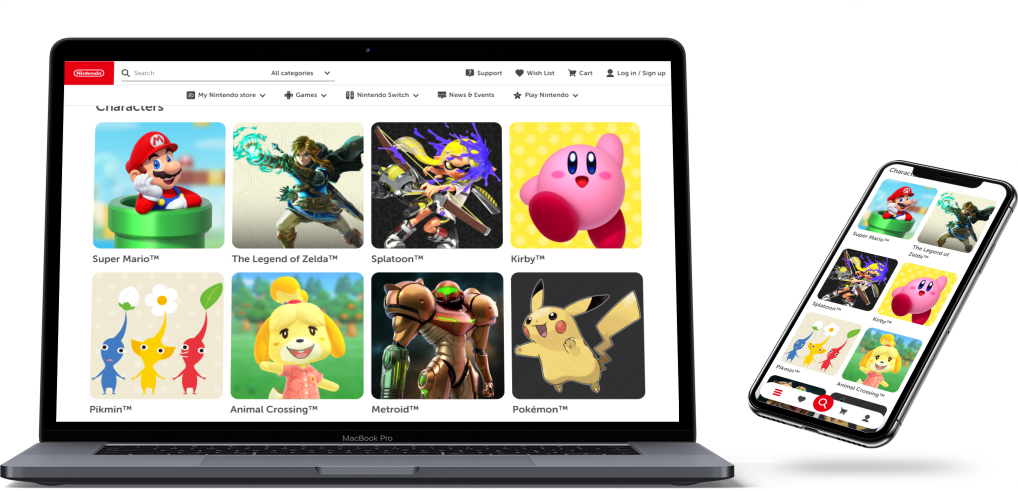 Nintendo
Search
All categories
Support
Wish List
Cart
Log in / Sign up
My Nintendo store
Games
Nintendo Switch
News & Events
Play Nintendo
Characters
Super Mario™
The Legend of Zelda™
Splatoon™
Kirby™
Pikmin™
Animal Crossing™
Metroid™
Pokémon™
MacBook Pro
Super Mario™
The Legend of
Zelda™
Splatoon™
Kirby™
Pikmin™
Animal Crossing™